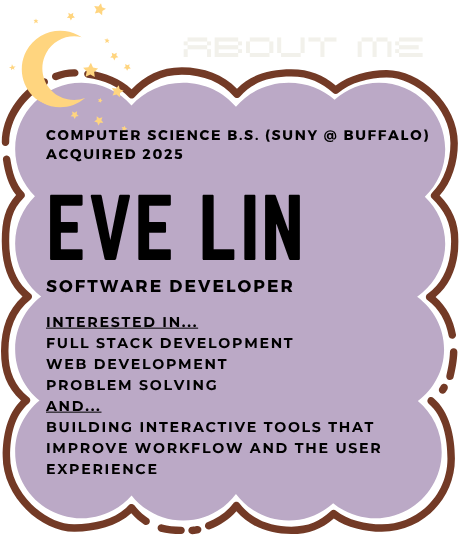 ABOUT ME
COMPUTER SCIENCE B.S. (SUNY @ BUFFALO)
ACQUIRED 2025
EVE LIN
SOFTWARE DEVELOPER
INTERESTED IN...
FULL STACK DEVELOPMENT
WEB DEVELOPMENT
PROBLEM SOLVING
AND...
BUILDING INTERACTIVE TOOLS THAT
IMPROVE WORKFLOW AND THE USER
EXPERIENCE